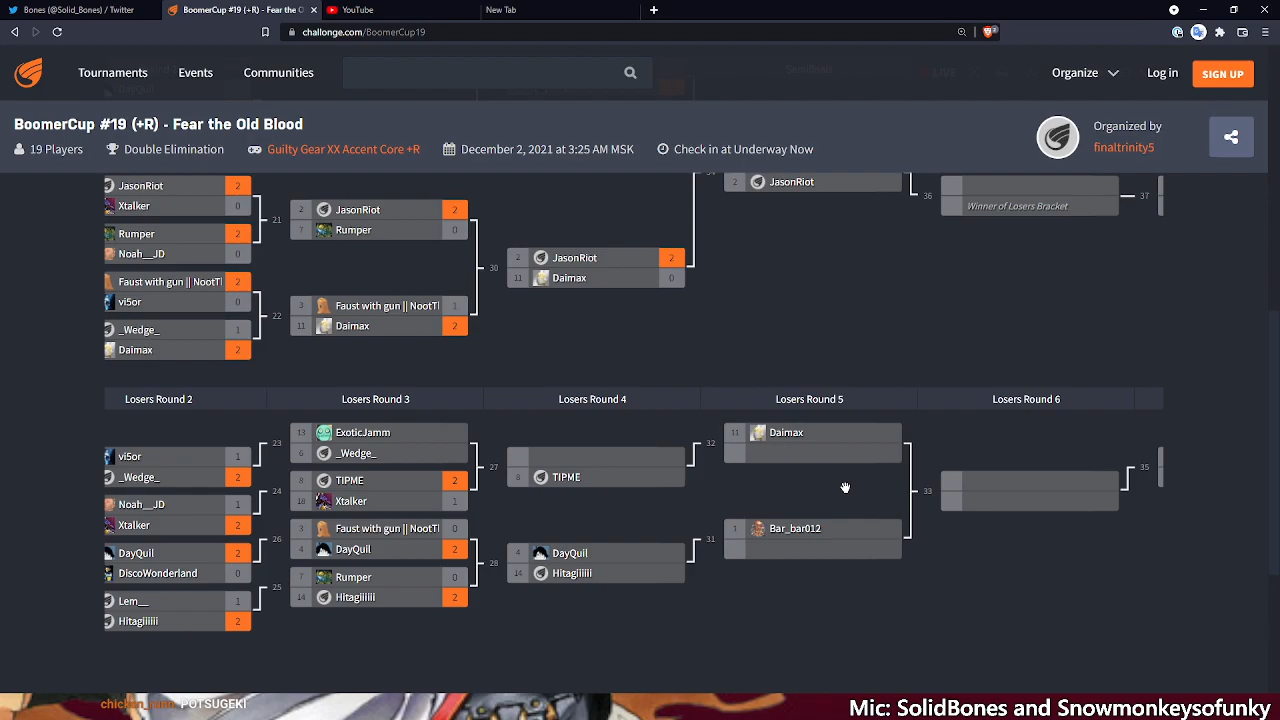 Bones (@Solid_Bones) / Twitter
BoomerCup #19 (+R) - Fear the O
YouTube
New Tab
challonge.com/BoomerCup19
Tournaments
Events
Communities
Organize
Log in
SIGN UP
LIVE
BoomerCup #19 (+R) - Fear the Old Blood
19 Players
Double Elimination
Guilty Gear XX Accent Core +R
December 2, 2021 at 3:25 AM MSK
Check in at Underway Now
Organized by
finaltrinity5
JasonRiot 2
Xtalker 0
21
Rumper 2
Noah__JD 0
Faust with gun || NootT 2
vi5or 0
22
_Wedge_ 1
Daimax 2
2 JasonRiot 2
7 Rumper 0
30
3 Faust with gun || NootTl 1
11 Daimax 2
2 JasonRiot 2
11 Daimax 0
2 JasonRiot
36
Winner of Losers Bracket
37
Losers Round 2
Losers Round 3
Losers Round 4
Losers Round 5
Losers Round 6
vi5or 1
_Wedge_ 2
23
Noah__JD 1
Xtalker 2
24
DayQuil 2
DiscoWonderland 0
26
Lem__ 1
Hitagiiiii 2
25
13 ExoticJamm
6 _Wedge_
27
8 TIPME 2
18 Xtalker 1
3 Faust with gun || NootTl 0
4 DayQuil 2
28
7 Rumper 0
14 Hitagiiiii 2
8 TIPME
32
4 DayQuil
14 Hitagiiiii
31
11 Daimax
33
1 Bar_bar012
35
POTSUGEKI
Mic: SolidBones and Snowmonkeysofunky